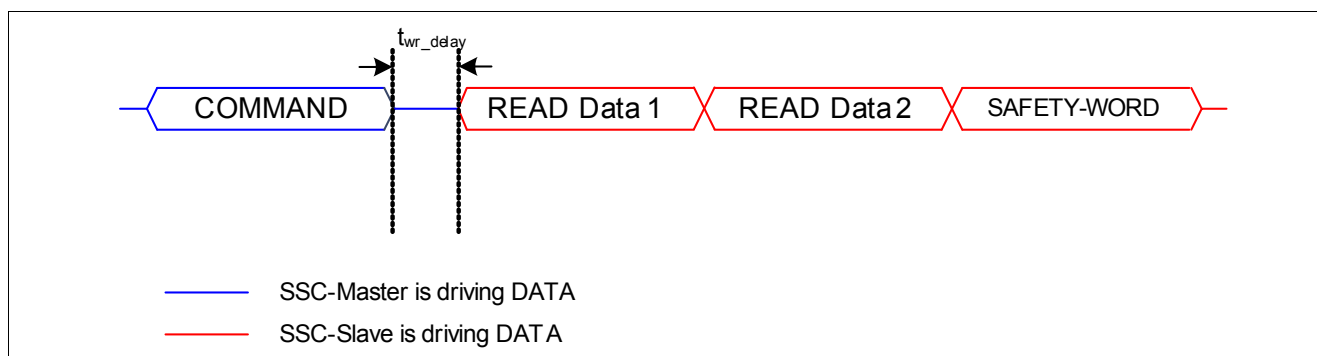 twr_delay
COMMAND READ Data 1 READ Data 2 SAFETY-WORD
SSC-Master is driving DATA
SSC-Slave is driving DATA